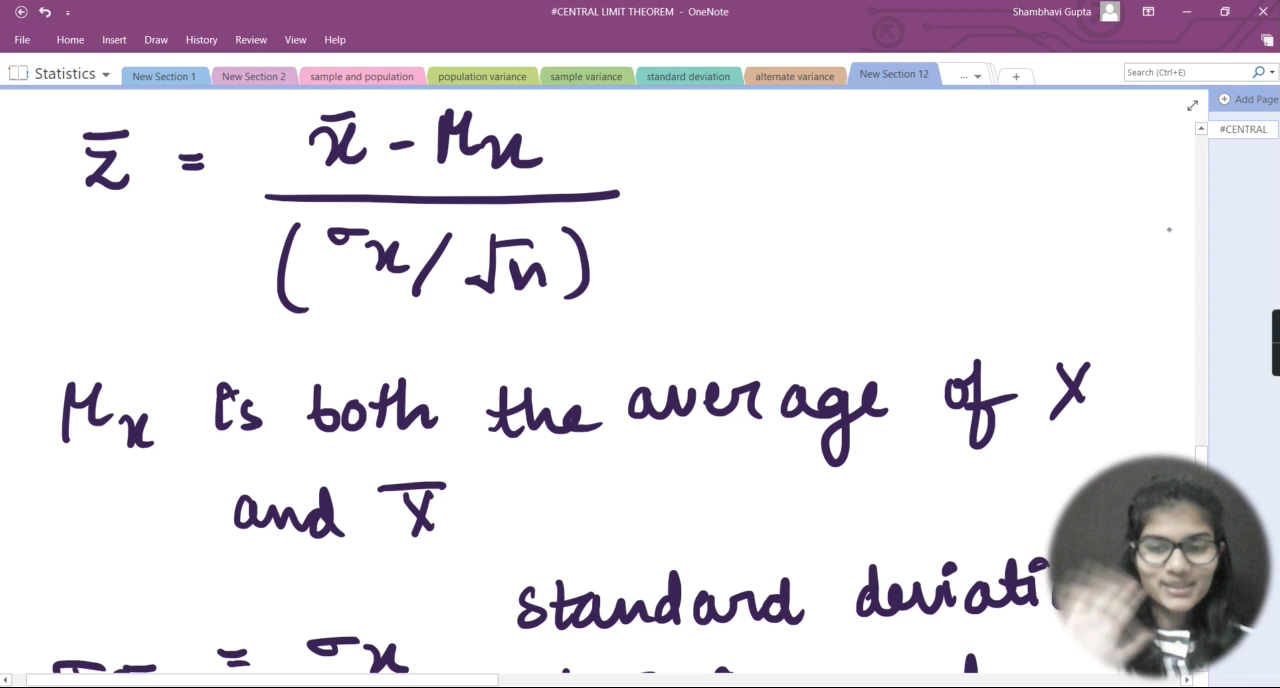 #CENTRAL LIMIT THEOREM - OneNote
Shambhavi Gupta
File Home Insert Draw History Review View Help
Statistics
New Section 1
New Section 2
sample and population
population variance
sample variance
standard deviation
alternate variance
New Section 12
...
Search (Ctrl+E)
Add Page
#CENTRAL
z̅ = x̅ - μx
(σx/√n)
μx is both the average of X
and X̅
standard deviati
= σx